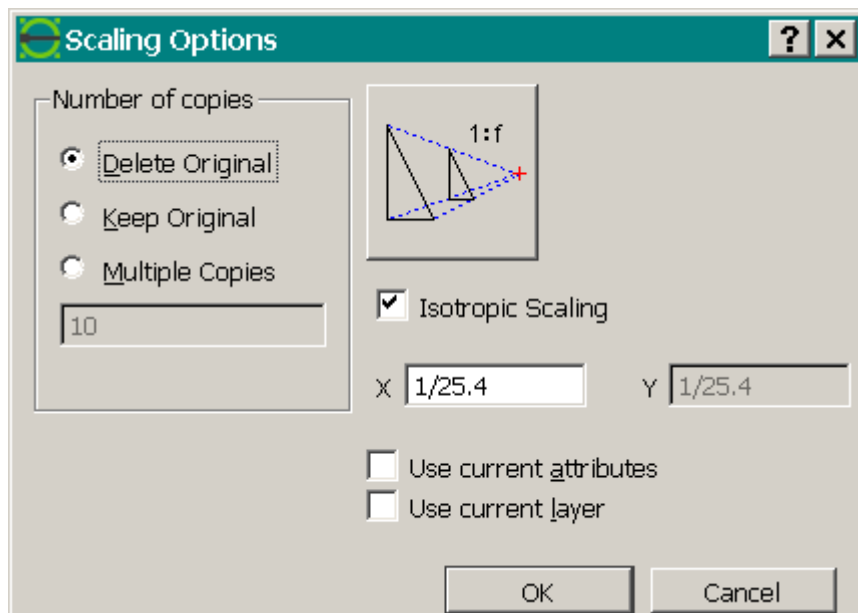 Scaling Options
Number of copies
Delete Original
Keep Original
Multiple Copies
10
1:f
Isotropic Scaling
X 1/25.4 Y 1/25.4
Use current attributes
Use current layer
OK Cancel